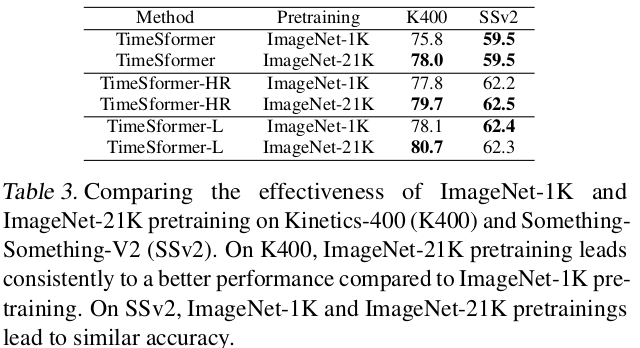 Method Pretraining K400 SSv2
TimeSformer ImageNet-1K 75.8 59.5
TimeSformer ImageNet-21K 78.0 59.5
TimeSformer-HR ImageNet-1K 77.8 62.2
TimeSformer-HR ImageNet-21K 79.7 62.5
TimeSformer-L ImageNet-1K 78.1 62.4
TimeSformer-L ImageNet-21K 80.7 62.3
Table 3. Comparing the effectiveness of ImageNet-1K and
ImageNet-21K pretraining on Kinetics-400 (K400) and Something-
Something-V2 (SSv2). On K400, ImageNet-21K pretraining leads
consistently to a better performance compared to ImageNet-1K pre-
training. On SSv2, ImageNet-1K and ImageNet-21K pretrainings
lead to similar accuracy.